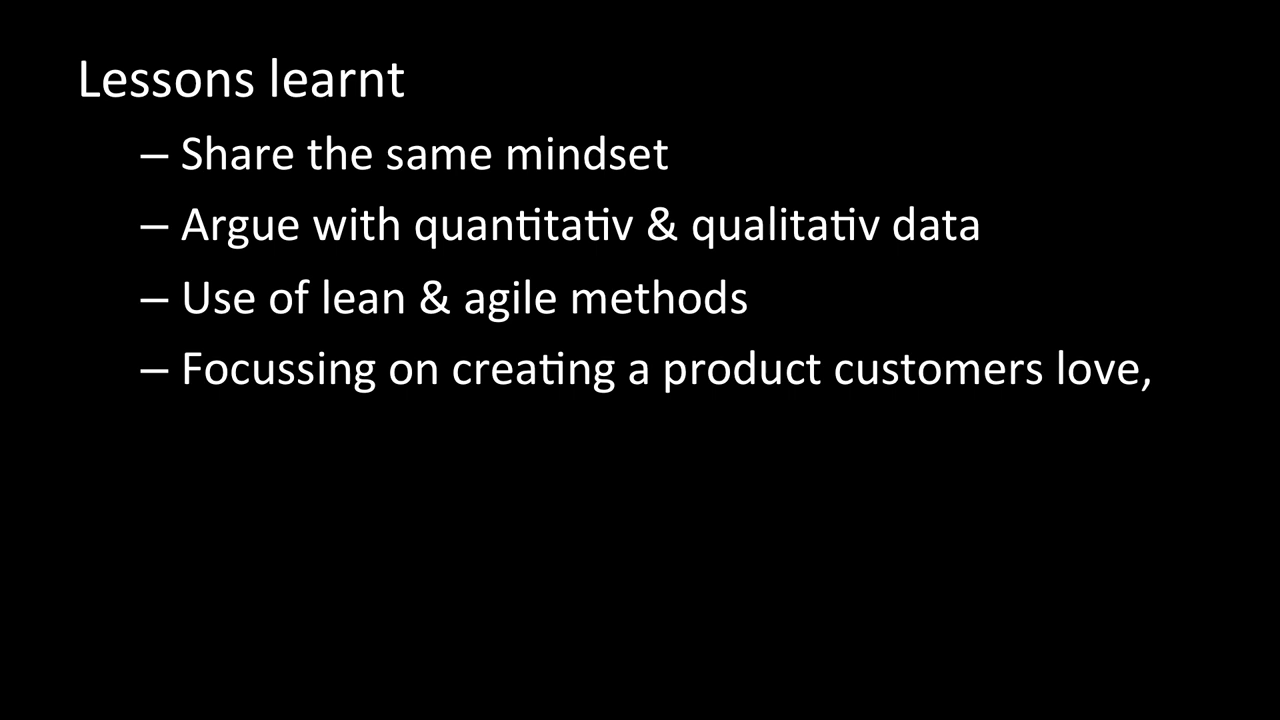 Lessons learnt
– Share the same mindset
– Argue with quantitativ & qualitativ data
– Use of lean & agile methods
– Focussing on creating a product customers love,